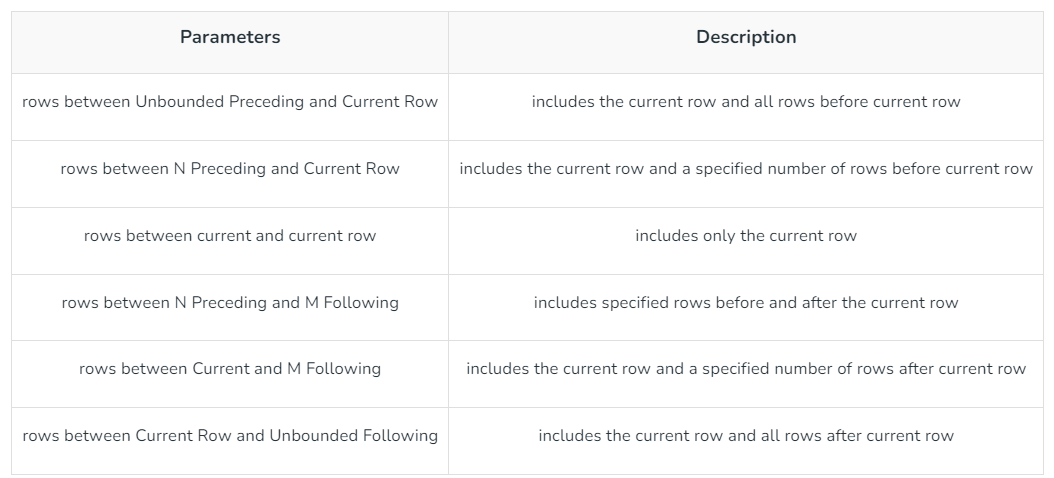 Parameters Description
rows between Unbounded Preceding and Current Row includes the current row and all rows before current row
rows between N Preceding and Current Row includes the current row and a specified number of rows before current row
rows between current and current row includes only the current row
rows between N Preceding and M Following includes specified rows before and after the current row
rows between Current and M Following includes the current row and a specified number of rows after current row
rows between Current Row and Unbounded Following includes the current row and all rows after current row